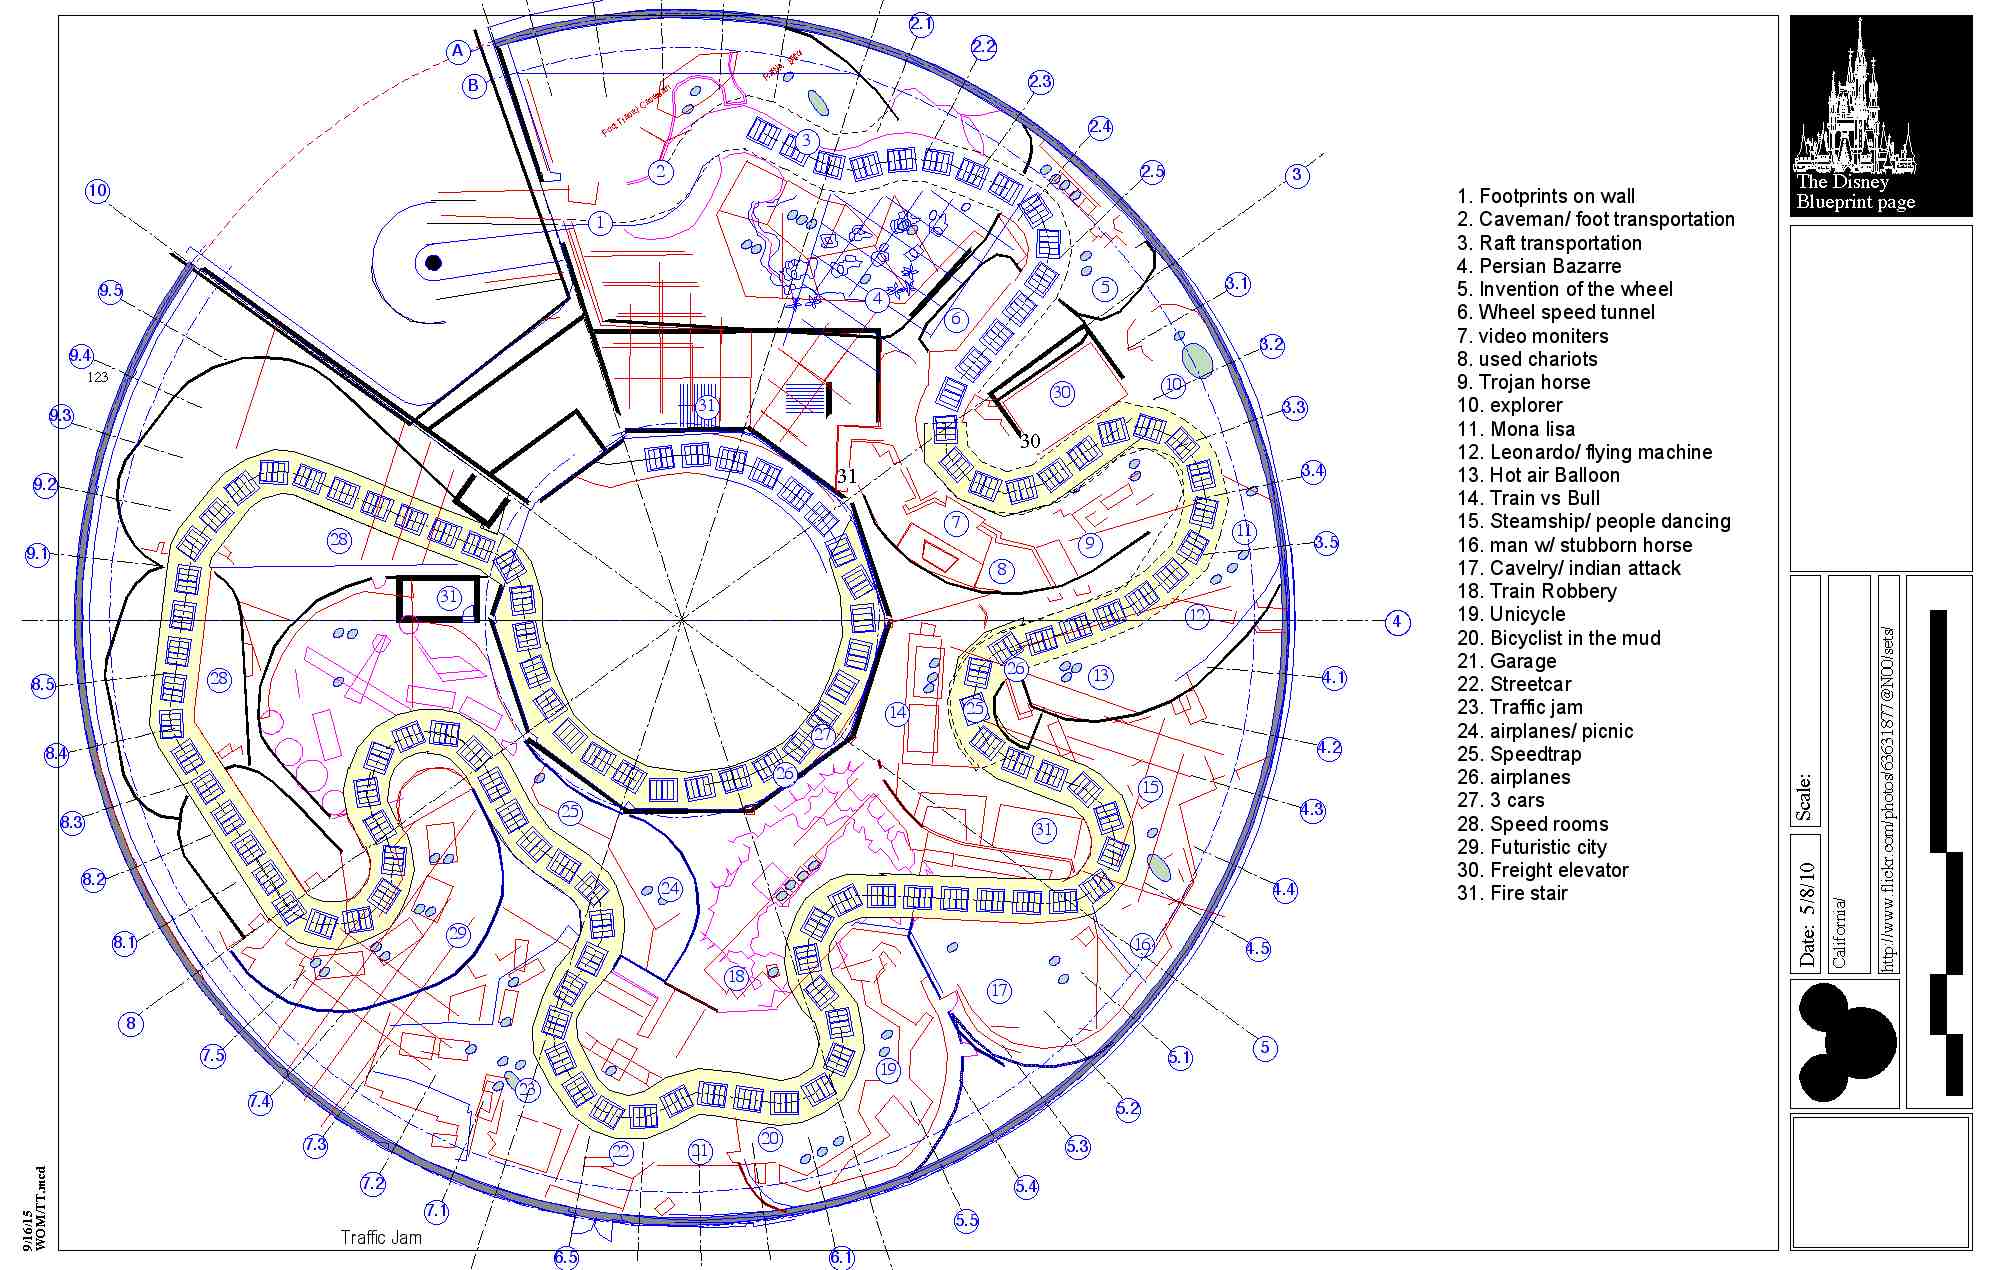 A
B
2.1
2.2
2.3
2.4
2.5
3
3.1
3.2
3.3
3.4
3.5
4
4.1
4.2
4.3
4.4
4.5
5
5.1
5.2
5.3
5.4
5.5
6.1
6.5
7.1
7.2
7.3
7.4
7.5
8
8.1
8.2
8.3
8.4
8.5
9.1
9.2
9.3
9.4
9.5
10
123
1
2
3
4
5
6
7
8
9
10
11
12
13
14
15
16
17
18
19
20
21
22
23
24
25
25
26
26
27
28
28
29
30
30
31
31
31
31
Traffic Jam
9/16/15
WOM/TT.mcd
1. Footprints on wall
2. Caveman/ foot transportation
3. Raft transportation
4. Persian Bazarre
5. Invention of the wheel
6. Wheel speed tunnel
7. video moniters
8. used chariots
9. Trojan horse
10. explorer
11. Mona lisa
12. Leonardo/ flying machine
13. Hot air Balloon
14. Train vs Bull
15. Steamship/ people dancing
16. man w/ stubborn horse
17. Cavelry/ indian attack
18. Train Robbery
19. Unicycle
20. Bicyclist in the mud
21. Garage
22. Streetcar
23. Traffic jam
24. airplanes/ picnic
25. Speedtrap
26. airplanes
27. 3 cars
28. Speed rooms
29. Futuristic city
30. Freight elevator
31. Fire stair
The Disney
Blueprint page
Scale:
Date: 5/8/10
California/
http://www.flickr.com/photos/63631877@N00/sets/